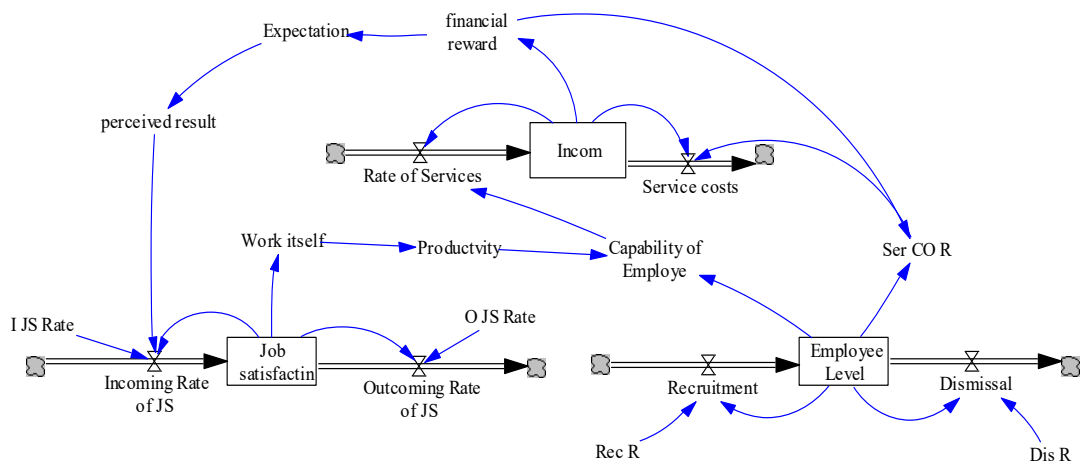 financial
reward
Expectation
perceived result
Incom
Rate of Services
Service costs
Work itself
Productvity
Capability of
Employe
Ser CO R
I JS Rate
O JS Rate
Job
satisfactin
Employee
Level
Incoming Rate
of JS
Outcoming Rate
of JS
Recruitment
Dismissal
Rec R
Dis R